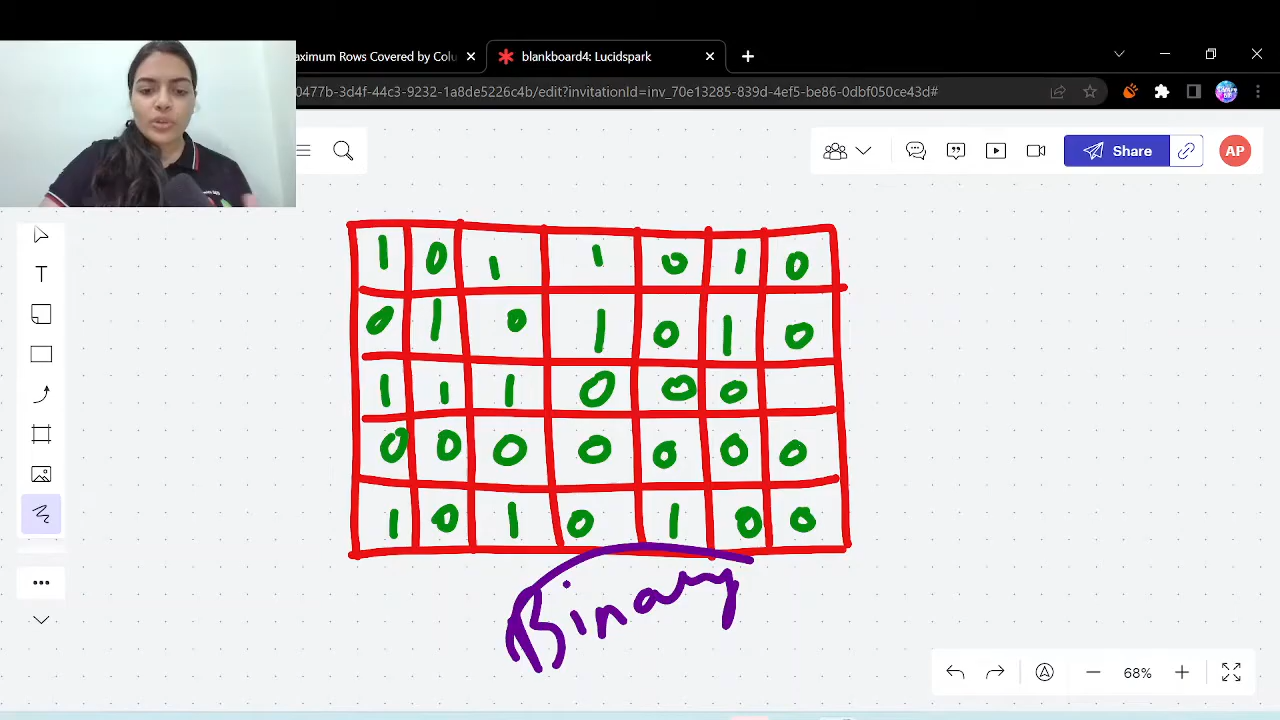 aximum Rows Covered by Colu
blankboard4: Lucidspark
0477b-3d4f-44c3-9232-1a8de5226c4b/edit?invitationId=inv_70e13285-839d-4ef5-be86-0dbf050ce43d#
Share
AP
T
1 0 1 1 0 1 0
0 1 0 1 0 1 0
1 1 1 0 0 0
0 0 0 0 0 0 0
1 0 1 0 1 0 0
Binary
68%